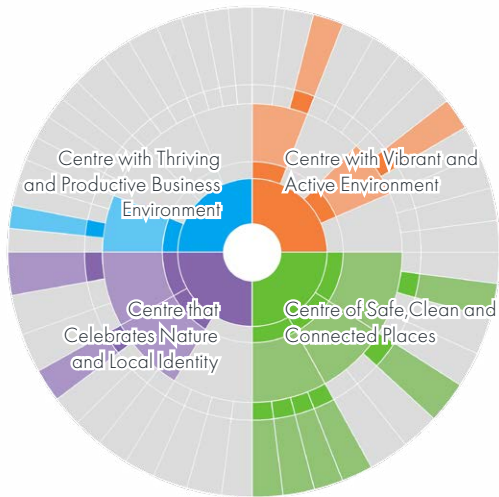 Centre with Thriving
and Productive Business
Environment
Centre with Vibrant and
Active Environment
Centre that
Celebrates Nature
and Local Identity
Centre of Safe,Clean and
Connected Places